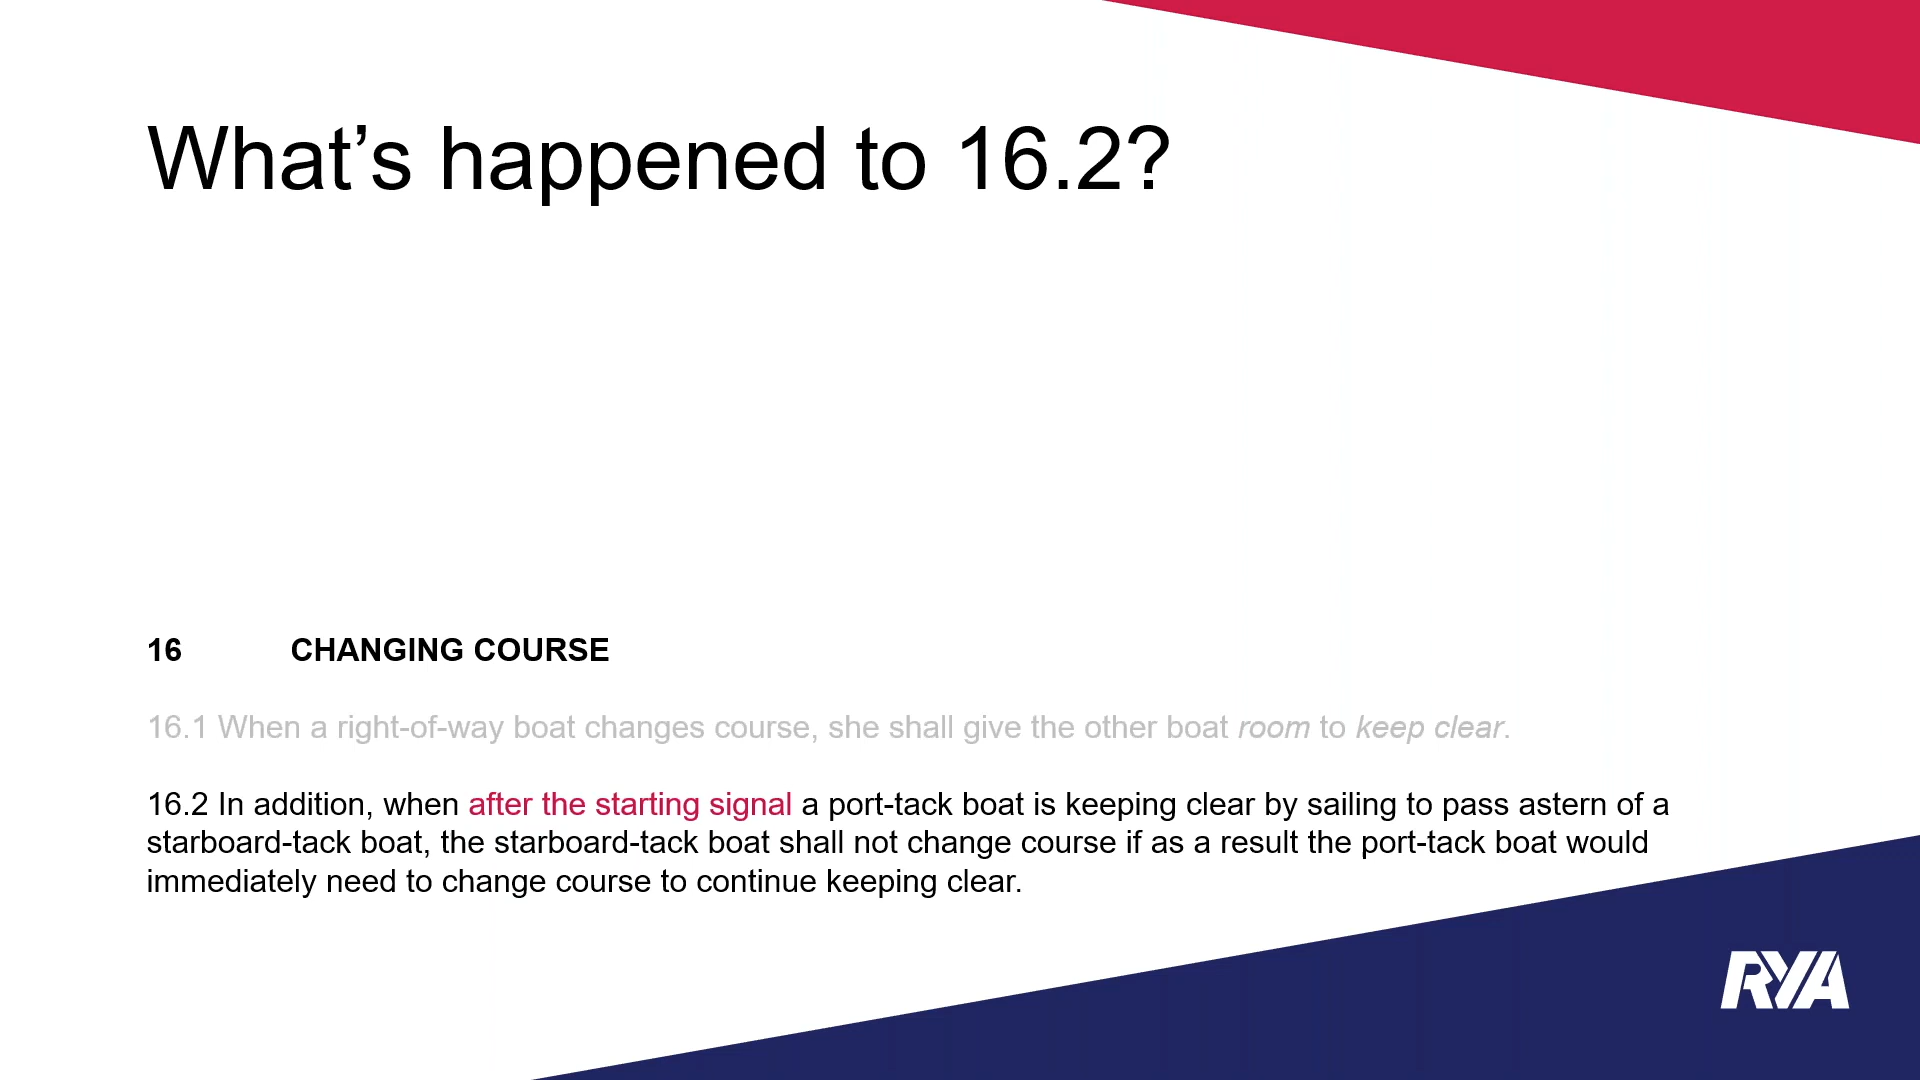 What’s happened to 16.2?
16 CHANGING COURSE
16.1 When a right-of-way boat changes course, she shall give the other boat room to keep clear.
16.2 In addition, when after the starting signal a port-tack boat is keeping clear by sailing to pass astern of a
starboard-tack boat, the starboard-tack boat shall not change course if as a result the port-tack boat would
immediately need to change course to continue keeping clear.
RYA